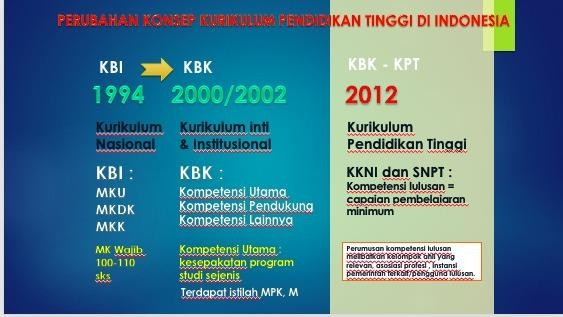 PERUBAHAN KONSEP KURIKULUM PENDIDIKAN TINGGI DI INDONESIA
KBI
KBK
1994
2000/2002
Kurikulum
Nasional
Kurikulum inti
& Institusional
KBI :
MKU
MKDK
MKK
KBK :
Kompetensi Utama
Kompetensi Pendukung
Kompetensi Lainnya
MK Wajib
100-110
sks
Kompetensi Utama :
kesepakatan program
studi sejenis
Terdapat istilah MPK, M
KBK - KPT
2012
Kurikulum
Pendidikan Tinggi
KKNI dan SNPT :
Kompetensi lulusan =
capaian pembelajaran
minimum
Perumusan kompetensi lulusan
melibatkan kelompok ahli yang
relevan, asosiasi profesi , instansi
pemerintah terkait/pengguna lulusan.